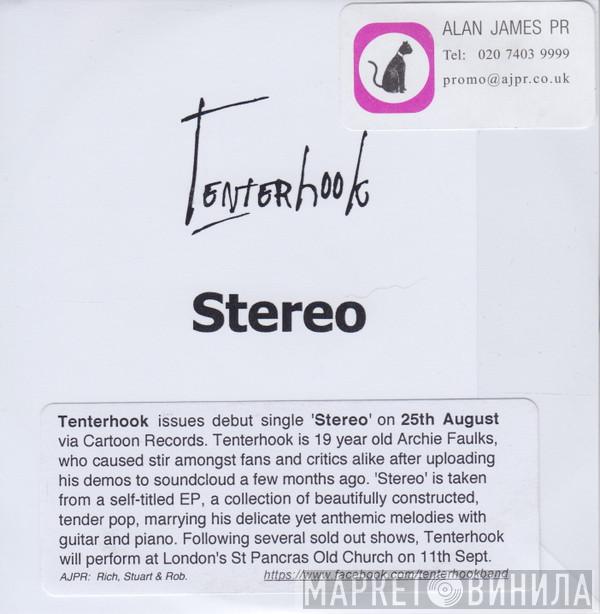 ALAN JAMES PR
Tel: 020 7403 9999
promo@ajpr.co.uk
Tenterhook
Stereo
Tenterhook issues debut single 'Stereo' on 25th August
via Cartoon Records. Tenterhook is 19 year old Archie Faulks,
who caused stir amongst fans and critics alike after uploading
his demos to soundcloud a few months ago. 'Stereo' is taken
from a self-titled EP, a collection of beautifully constructed,
tender pop, marrying his delicate yet anthemic melodies with
guitar and piano. Following several sold out shows, Tenterhook
will perform at London's St Pancras Old Church on 11th Sept.
AJPR: Rich, Stuart & Rob. https://www.facebook.com/tenterhookband
МАРКЕТ ВИНИЛА